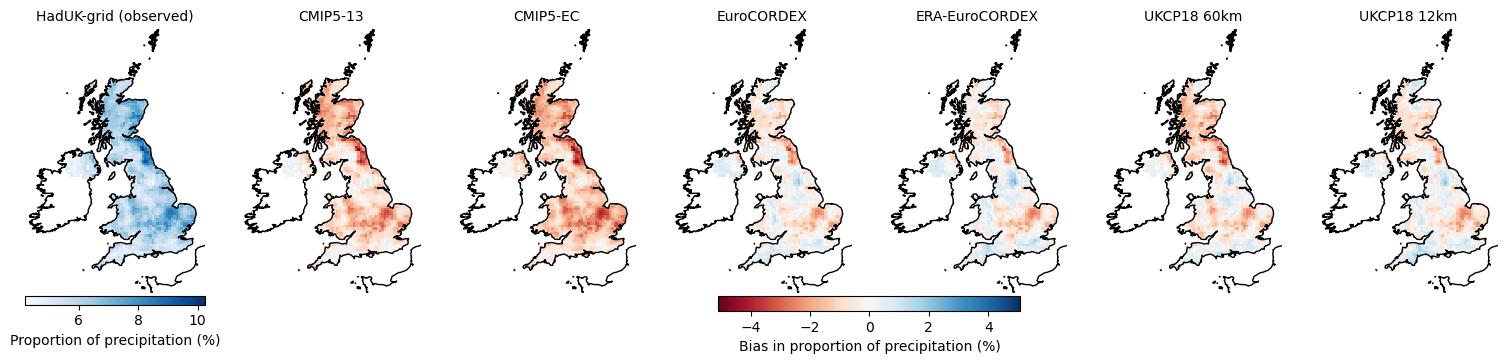 HadUK-grid (observed)
CMIP5-13
CMIP5-EC
EuroCORDEX
ERA-EuroCORDEX
UKCP18 60km
UKCP18 12km
6 8 10
Proportion of precipitation (%)
−4 −2 0 2 4
Bias in proportion of precipitation (%)